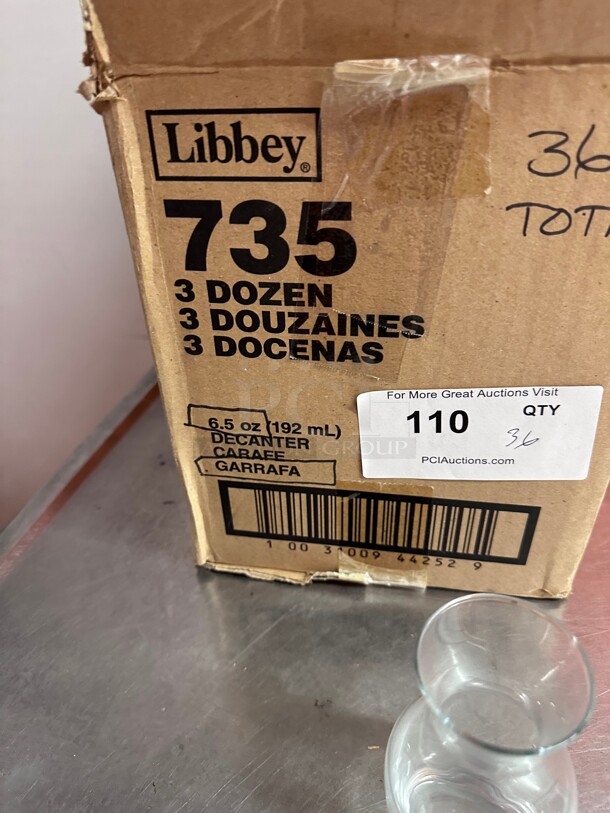 Libbey®
735
3 DOZEN
3 DOUZAINES
3 DOCENAS
6.5 oz (192 mL)
DECANTER
CARAFE
GARRAFA
1 00 31009 44252 9
36
For More Great Auctions Visit
110 QTY
36
PCIAuctions.com
GROUP